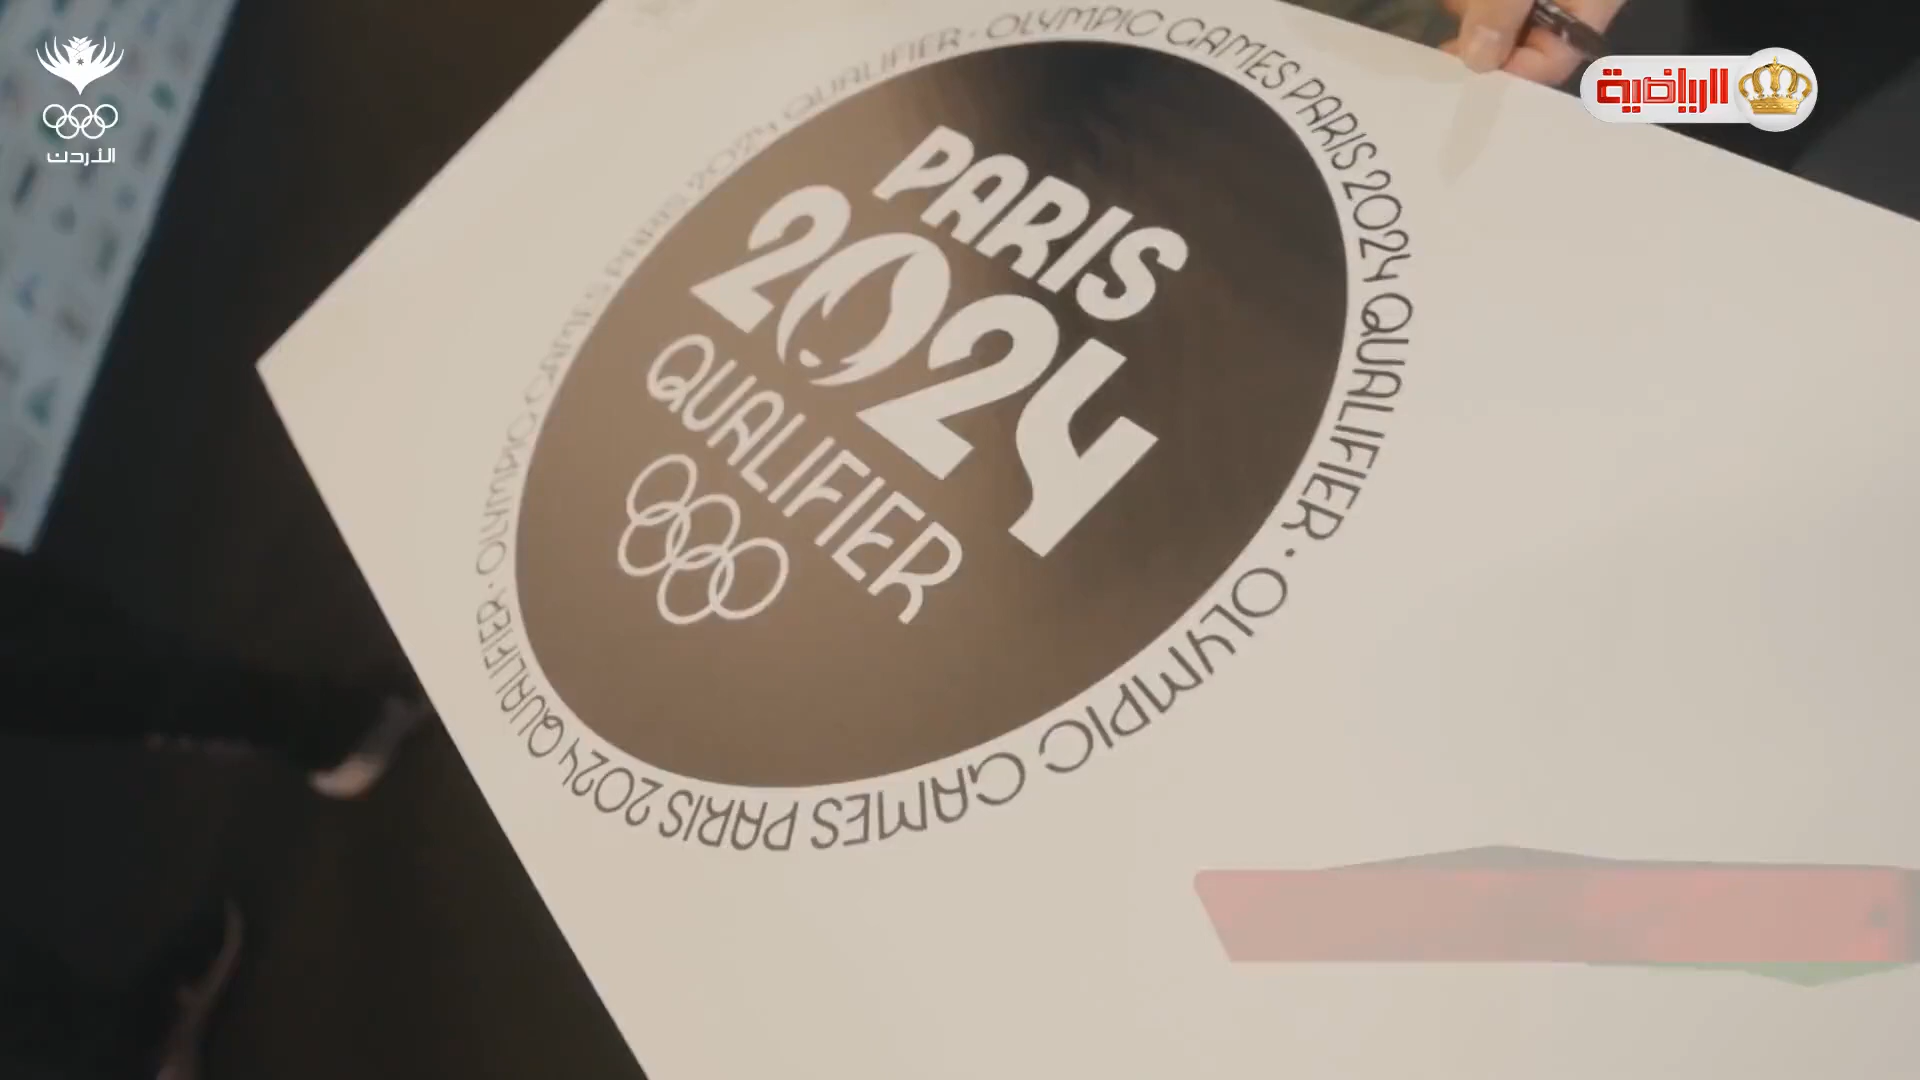 الأردن
الرياضية
PARIS
2024
QUALIFIER
OLYMPIC GAMES PARIS 2024 QUALIFIER · OLYMPIC GAMES PARIS 2024 QUALIFIER · OLYMPIC GAMES PARIS 2024 QUALIFIER ·